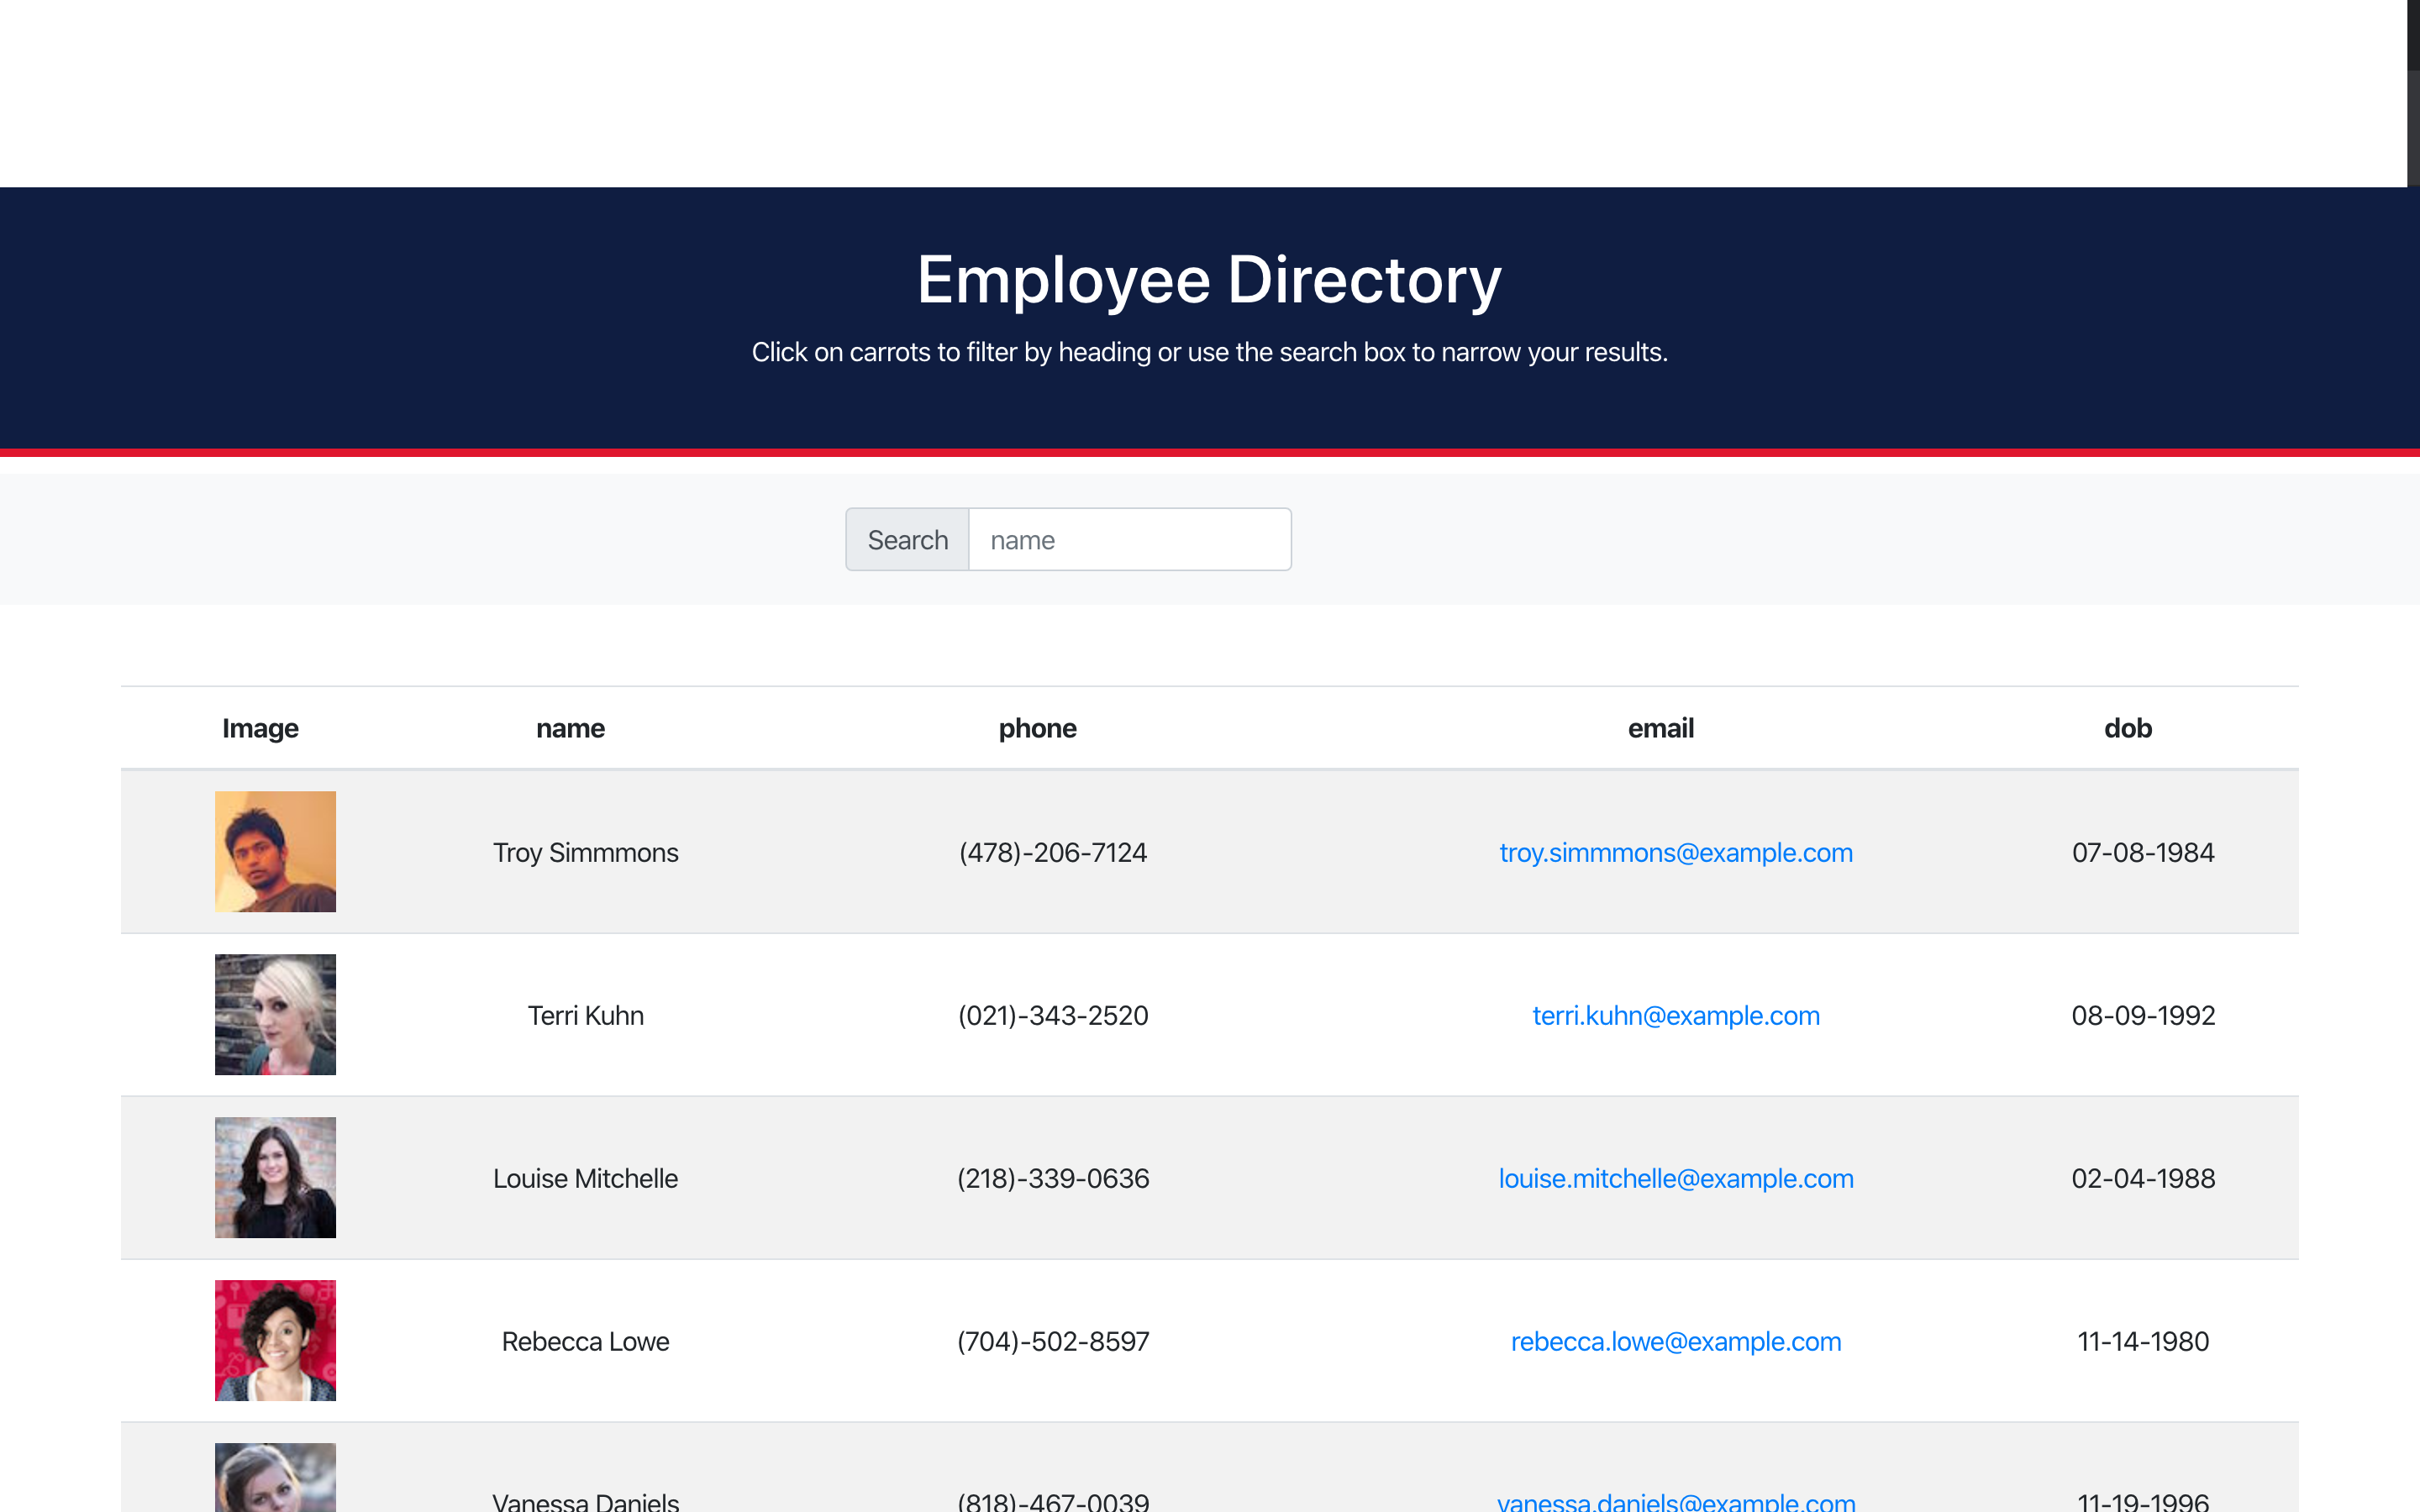 Employee Directory
Click on carrots to filter by heading or use the search box to narrow your results.
Search name
Image name phone email dob
Troy Simmmons (478)-206-7124 troy.simmmons@example.com 07-08-1984
Terri Kuhn (021)-343-2520 terri.kuhn@example.com 08-09-1992
Louise Mitchelle (218)-339-0636 louise.mitchelle@example.com 02-04-1988
Rebecca Lowe (704)-502-8597 rebecca.lowe@example.com 11-14-1980
Vanessa Daniels (818)-467-0039 vanessa.daniels@example.com 11-19-1996